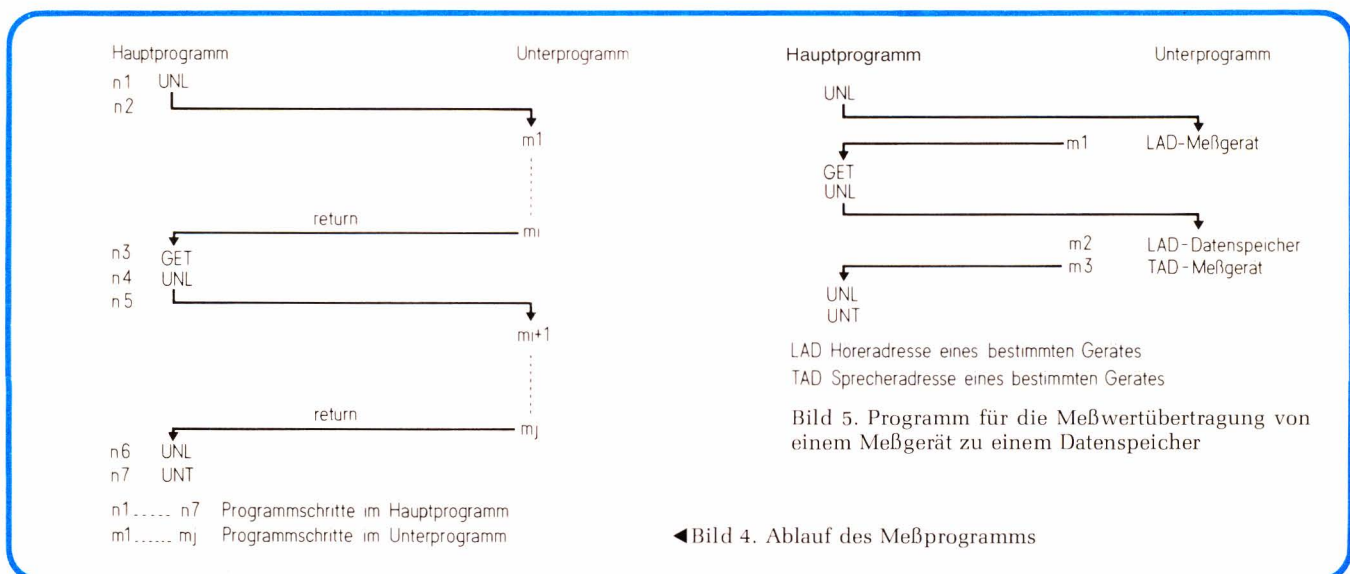 Hauptprogramm Unterprogramm
n1 UNL
n2
m1
return
mi
n3 GET
n4 UNL
n5
mi+1
return
mj
n6 UNL
n7 UNT
n1..... n7 Programmschritte im Hauptprogramm
m1...... mj Programmschritte im Unterprogramm
◄Bild 4. Ablauf des Meßprogramms
Hauptprogramm Unterprogramm
UNL
m1 LAD-Meßgerät
GET
UNL
m2 LAD-Datenspeicher
m3 TAD-Meßgerät
UNL
UNT
LAD Horeradresse eines bestimmten Gerates
TAD Sprecheradresse eines bestimmten Gerates
Bild 5. Programm für die Meßwertübertragung von
einem Meßgerät zu einem Datenspeicher